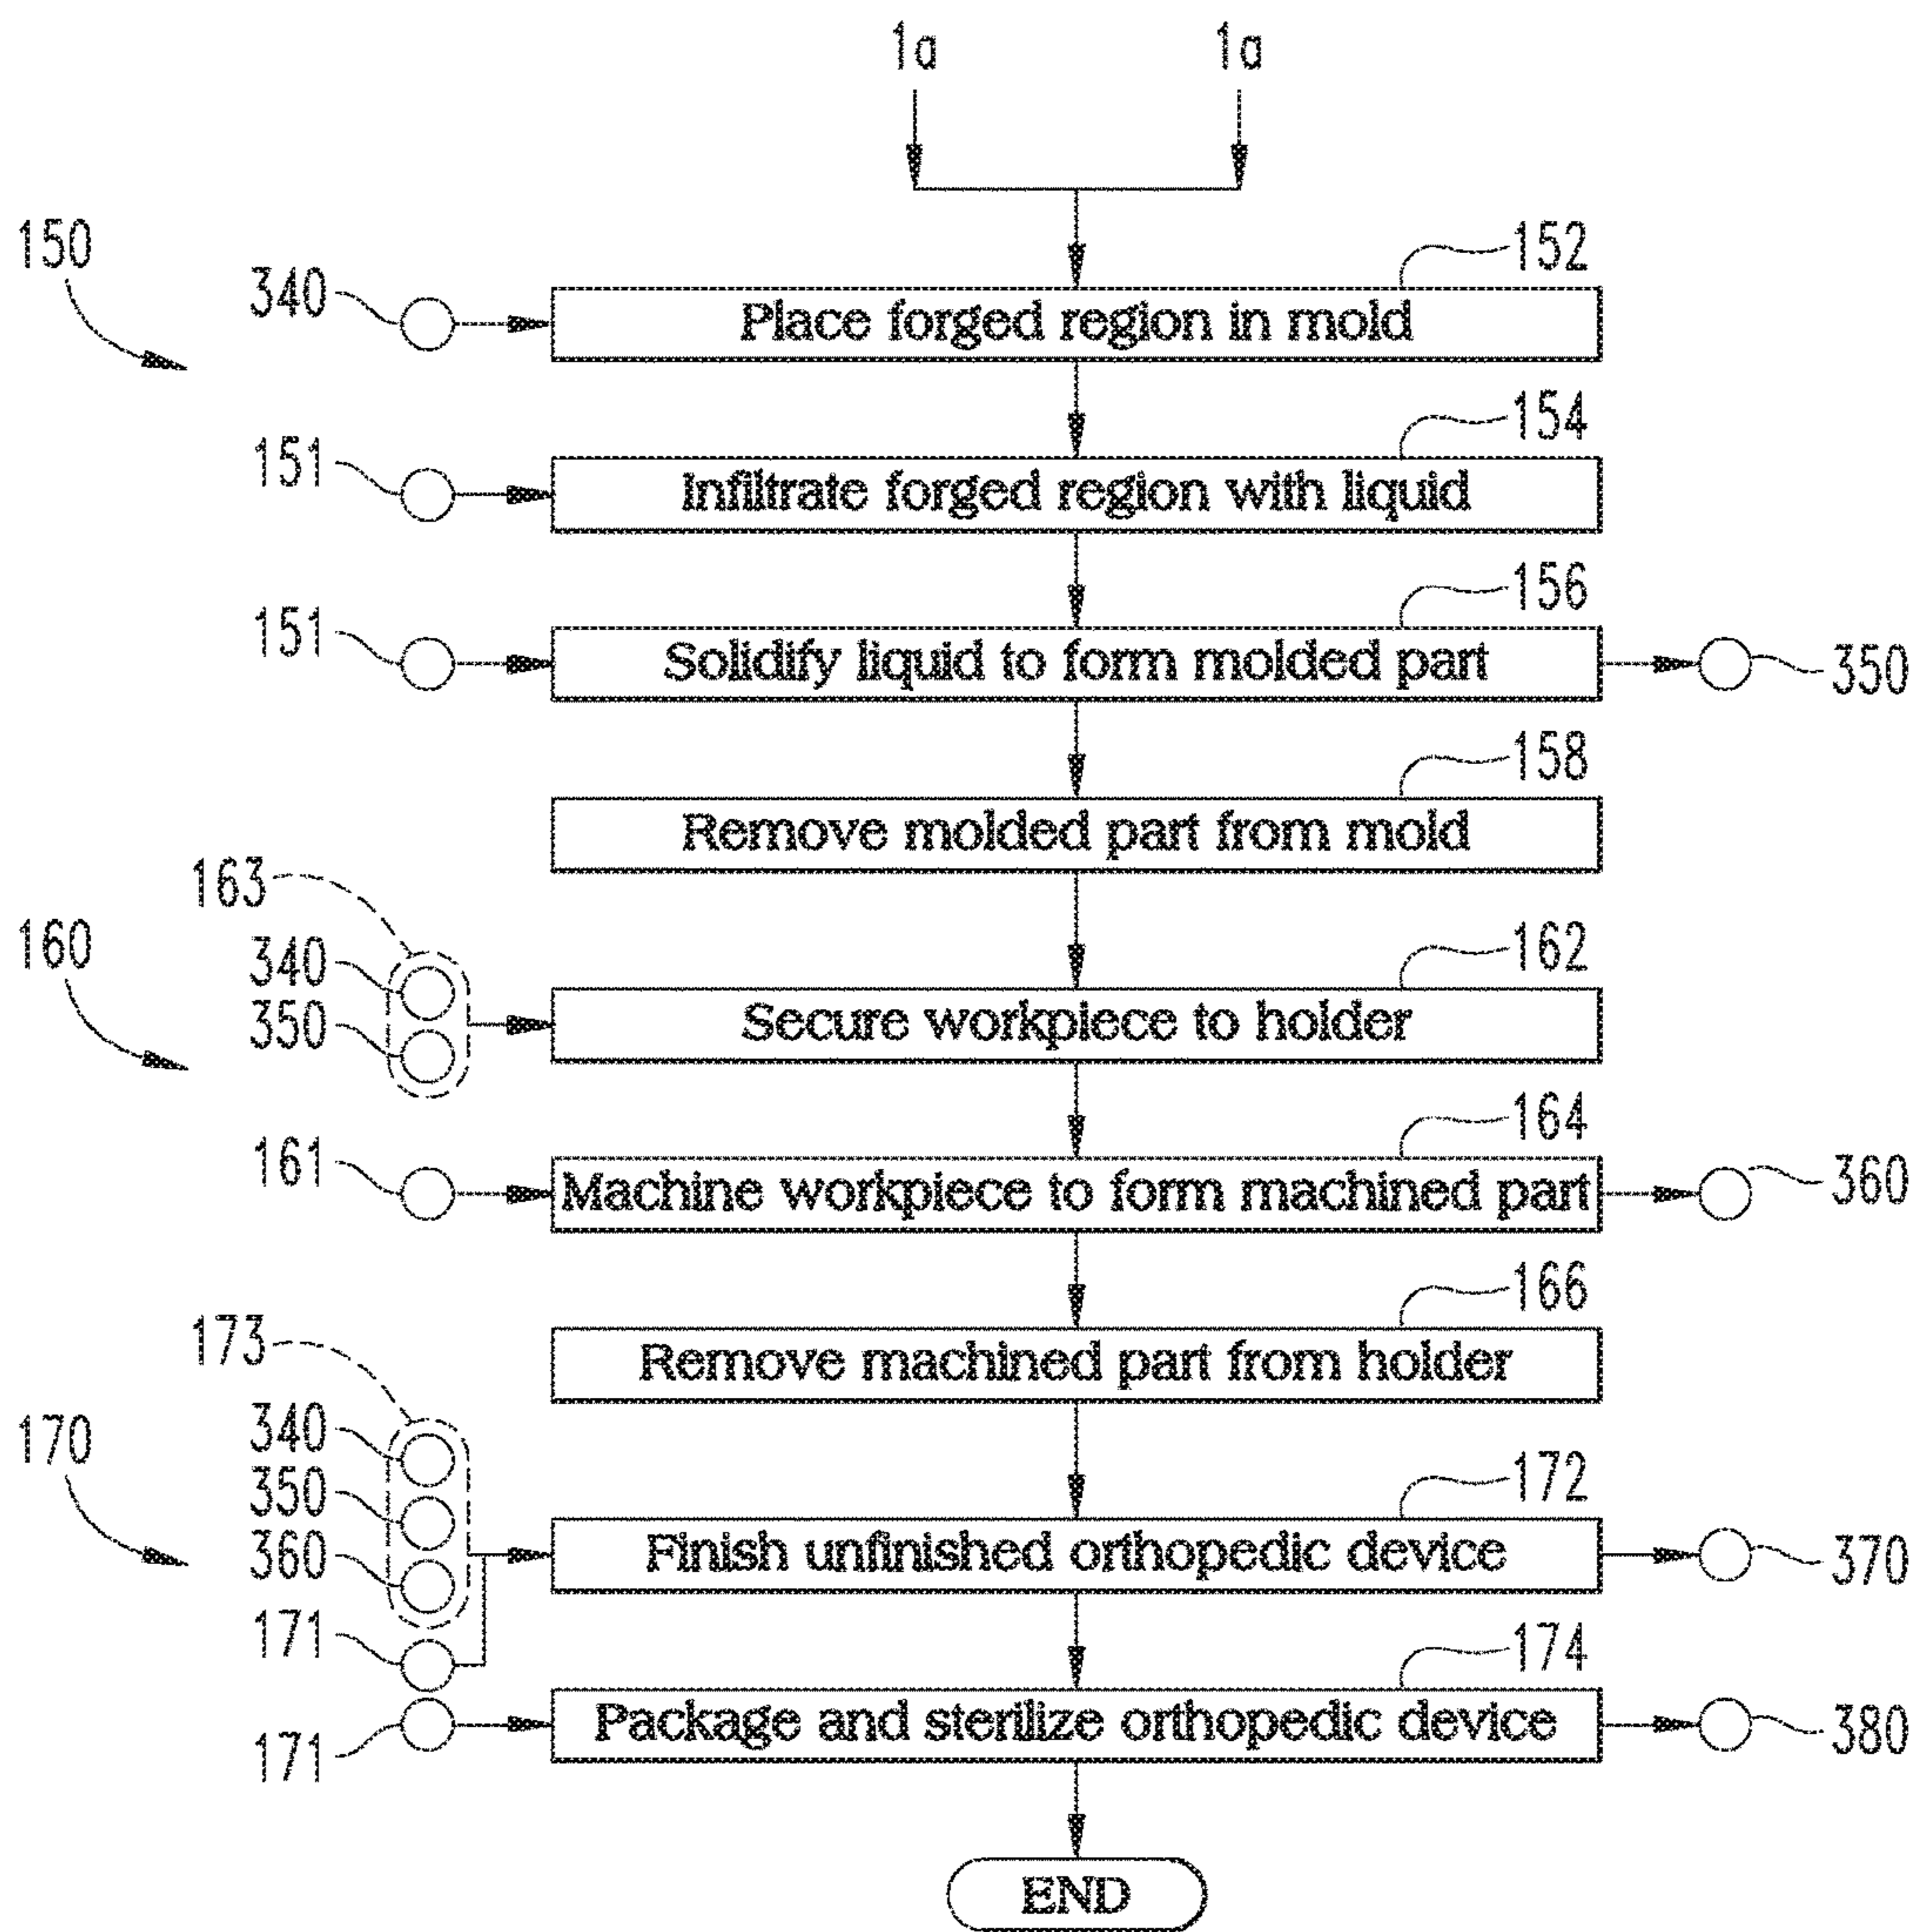 1a 1a
150
152
340 Place forged region in mold
154
151 Infiltrate forged region with liquid
156
151 Solidify liquid to form molded part 350
158
Remove molded part from mold
163
160
340
162
350 Secure workpiece to holder
164
161 Machine workpiece to form machined part 360
166
173 Remove machined part from holder
170
340
350
172
360 Finish unfinished orthopedic device 370
171
174
171 Package and sterilize orthopedic device 380
END